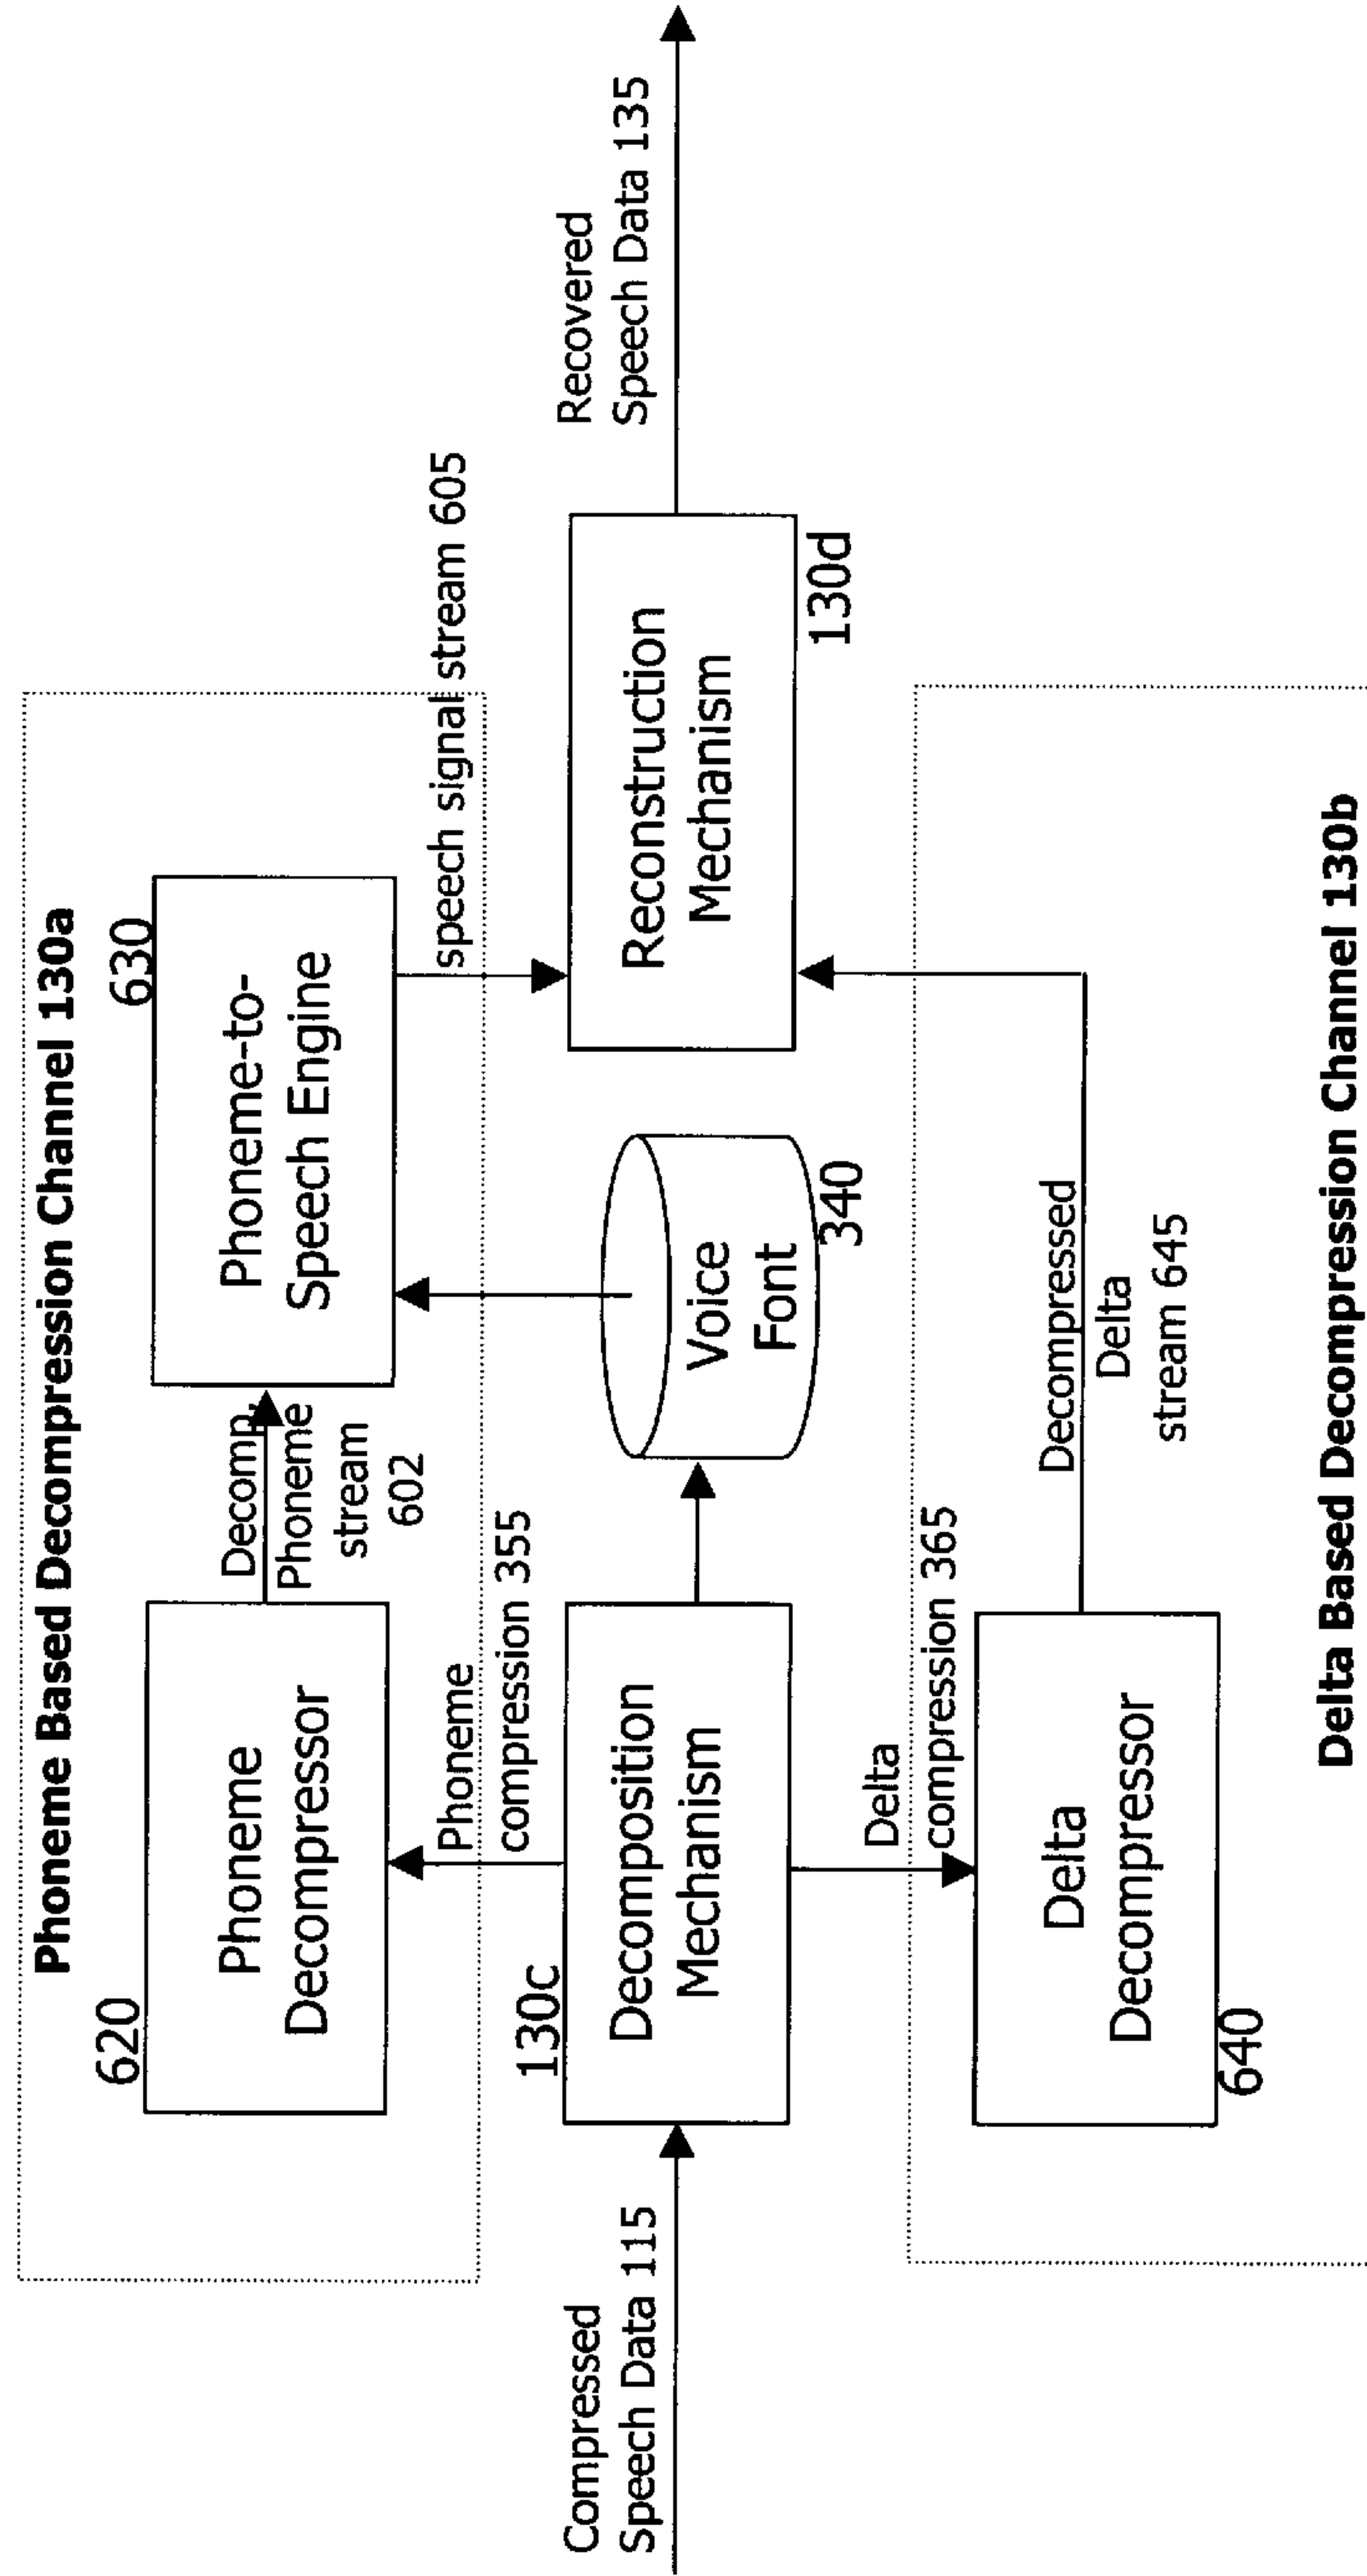 Phoneme Based Decompression Channel 130a
620
Phoneme
Decompressor
Decomp.
Phoneme
stream
602
630
Phoneme-to-
Speech Engine
speech signal stream 605
Phoneme
compression 355
Compressed
Speech Data 115
130c
Decomposition
Mechanism
Voice
Font
340
Reconstruction
Mechanism
130d
Recovered
Speech Data 135
Delta
compression 365
Delta
Decompressor
640
Decompressed
Delta
stream 645
Delta Based Decompression Channel 130b